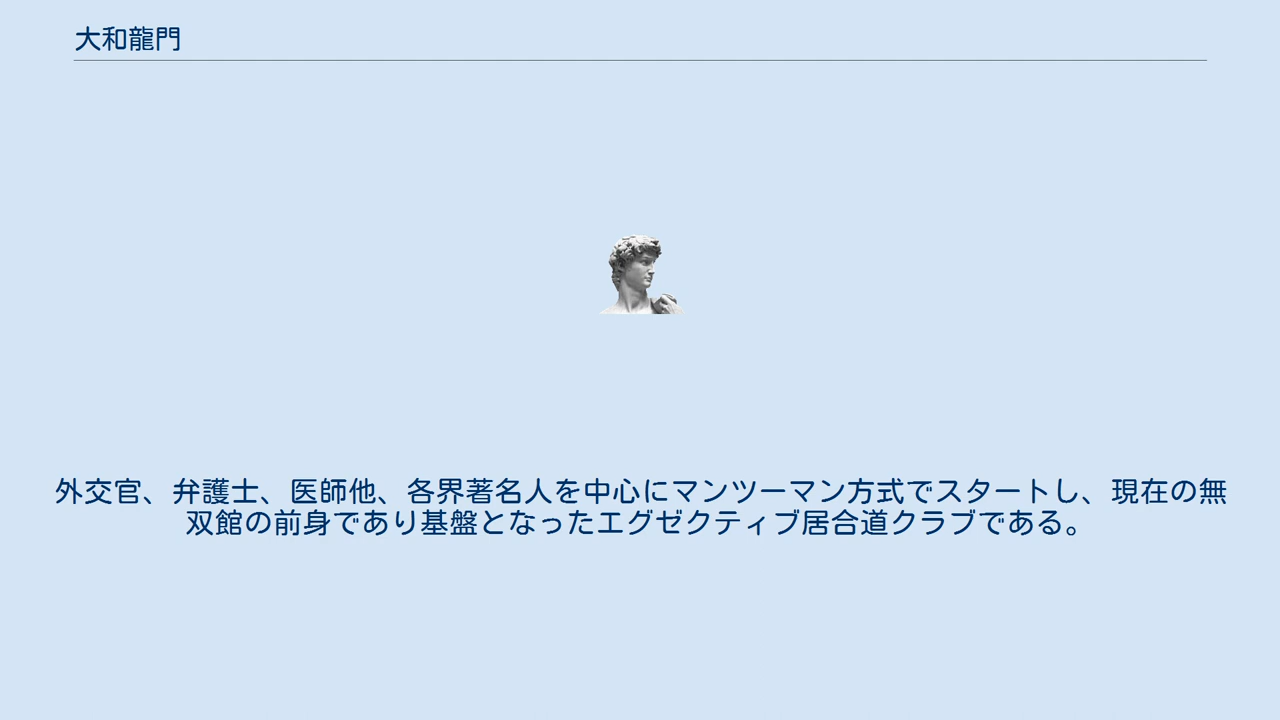 大和龍門
外交官、弁護士、医師他、各界著名人を中心にマンツーマン方式でスタートし、現在の無
双館の前身であり基盤となったエグゼクティブ居合道クラブである。